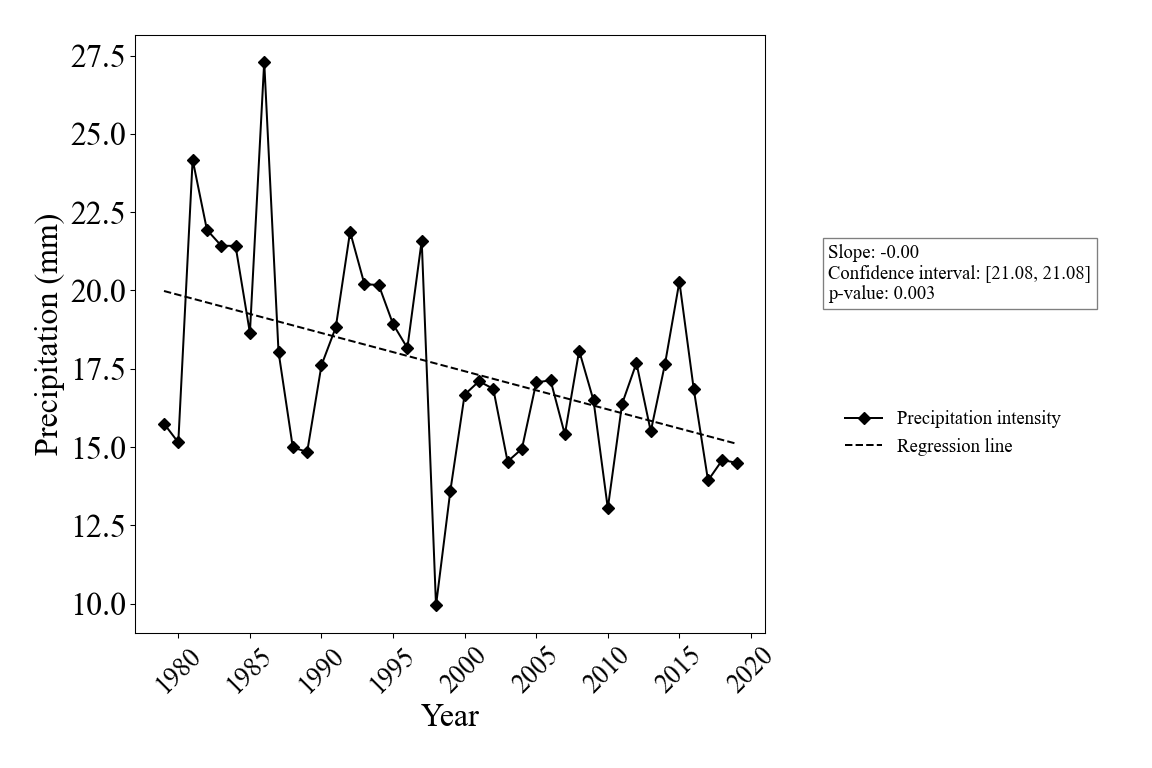 27.5
25.0
22.5
20.0
17.5
15.0
12.5
10.0
Precipitation (mm)
1980
1985
1990
1995
2000
2005
2010
2015
2020
Year
Slope: -0.00
Confidence interval: [21.08, 21.08]
p-value: 0.003
Precipitation intensity
Regression line